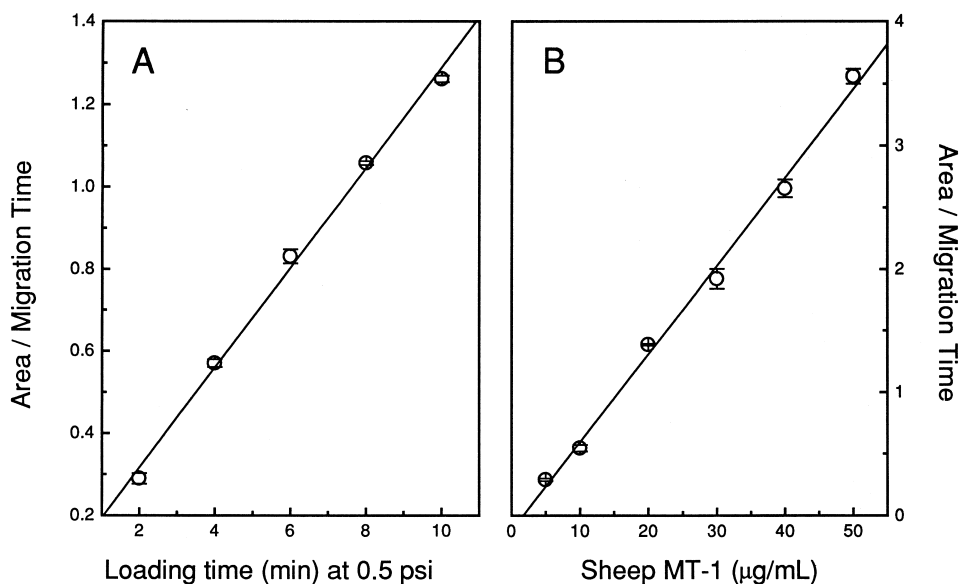 A
B
Area / Migration Time
1.4
1.2
1.0
0.8
0.6
0.4
0.2
2 4 6 8 10
Loading time (min) at 0.5 psi
4
3
2
1
0
Area / Migration Time
0 10 20 30 40 50
Sheep MT-1 (µg/mL)